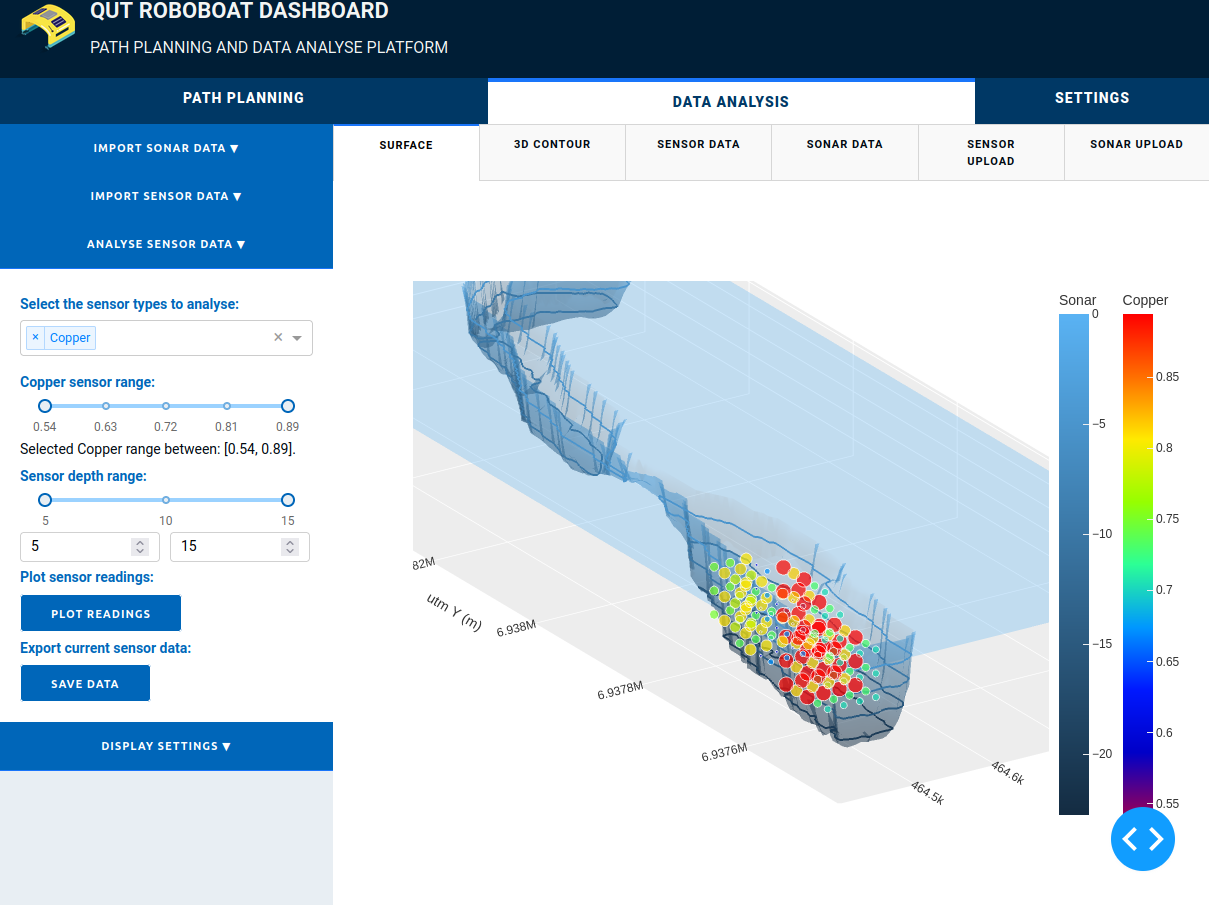 QUT ROBOBOAT DASHBOARD
PATH PLANNING AND DATA ANALYSE PLATFORM
PATH PLANNING
DATA ANALYSIS
SETTINGS
IMPORT SONAR DATA ▼
IMPORT SENSOR DATA ▼
ANALYSE SENSOR DATA ▼
Select the sensor types to analyse:
× Copper ×
Copper sensor range:
0.54 0.63 0.72 0.81 0.89
Selected Copper range between: [0.54, 0.89].
Sensor depth range:
5 10 15
5 15
Plot sensor readings:
PLOT READINGS
Export current sensor data:
SAVE DATA
DISPLAY SETTINGS ▼
SURFACE
3D CONTOUR
SENSOR DATA
SONAR DATA
SENSOR
UPLOAD
SONAR UPLOAD
82M
utm Y (m)
6.938M
6.9378M
6.9376M
464.5k
464.6k
Sonar
0
−5
−10
−15
−20
Copper
0.85
0.8
0.75
0.7
0.65
0.6
0.55